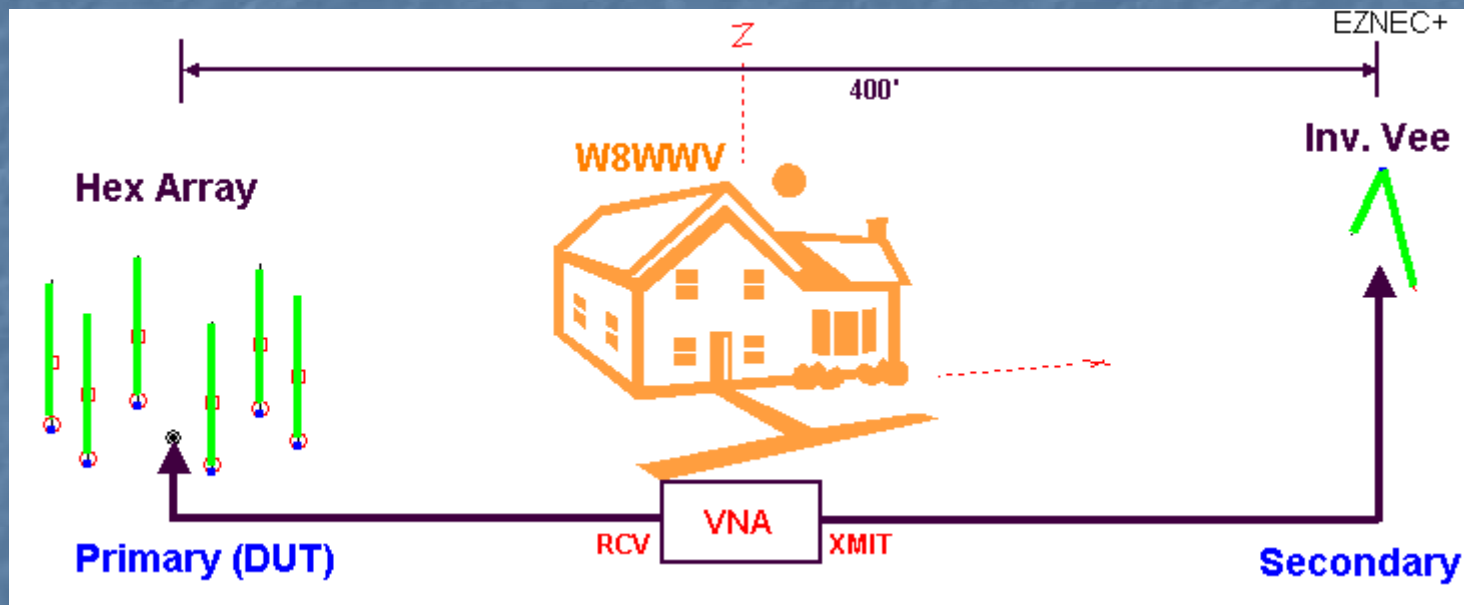 EZNEC+
Z
400'
Inv. Vee
W8WWV
Hex Array
VNA
RCV
XMIT
Primary (DUT)
Secondary